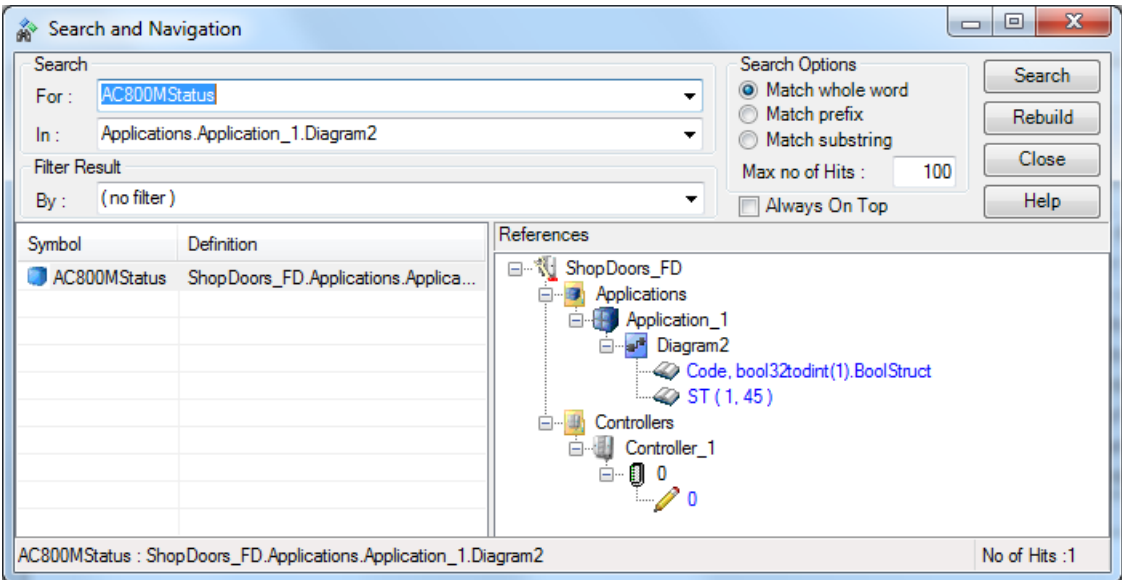 Search and Navigation
Search
For :
AC800MStatus
In :
Applications.Application_1.Diagram2
Filter Result
By :
( no filter )
Search Options
Match whole word
Match prefix
Match substring
Max no of Hits :
100
Always On Top
Search
Rebuild
Close
Help
Symbol
Definition
AC800MStatus
ShopDoors_FD.Applications.Applica...
References
ShopDoors_FD
Applications
Application_1
Diagram2
Code, bool32todint(1).BoolStruct
ST ( 1, 45 )
Controllers
Controller_1
0
0
AC800MStatus : ShopDoors_FD.Applications.Application_1.Diagram2
No of Hits :1